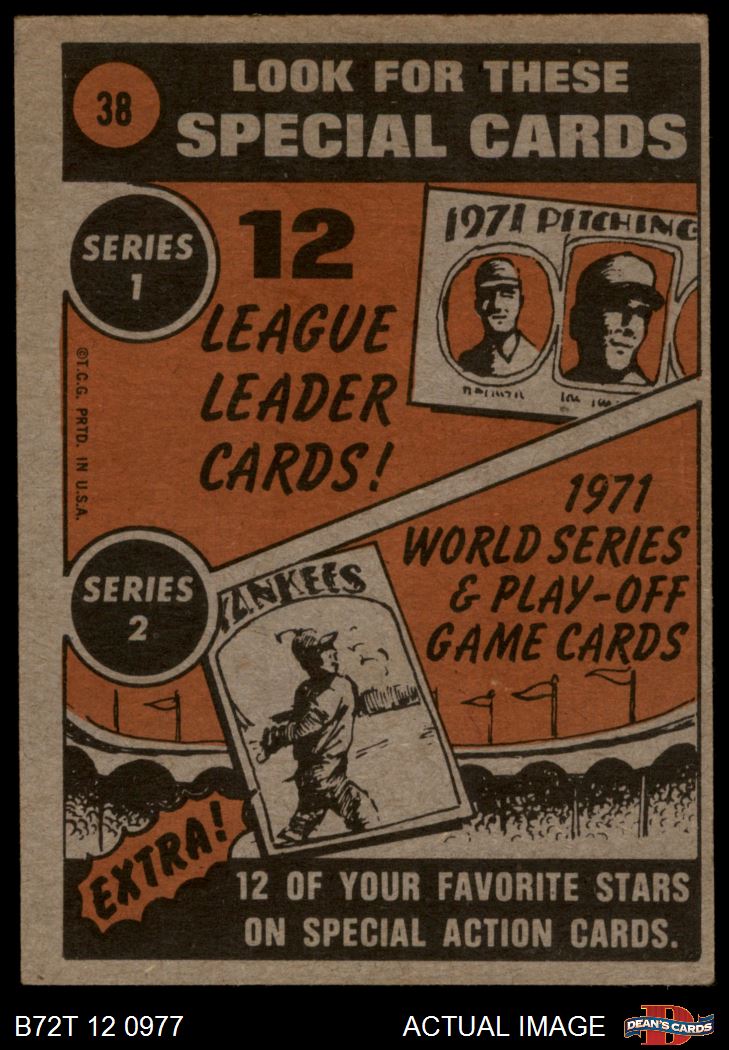 38
LOOK FOR THESE
SPECIAL CARDS
SERIES
1
12
LEAGUE
LEADER
CARDS!
1971 PITCHING
©T.C.G. PRTD. IN U.S.A.
1971
WORLD SERIES
& PLAY-OFF
GAME CARDS
SERIES
2
YANKEES
EXTRA!
12 OF YOUR FAVORITE STARS
ON SPECIAL ACTION CARDS.
B72T 12 0977
ACTUAL IMAGE
D
DEAN'S CARDS